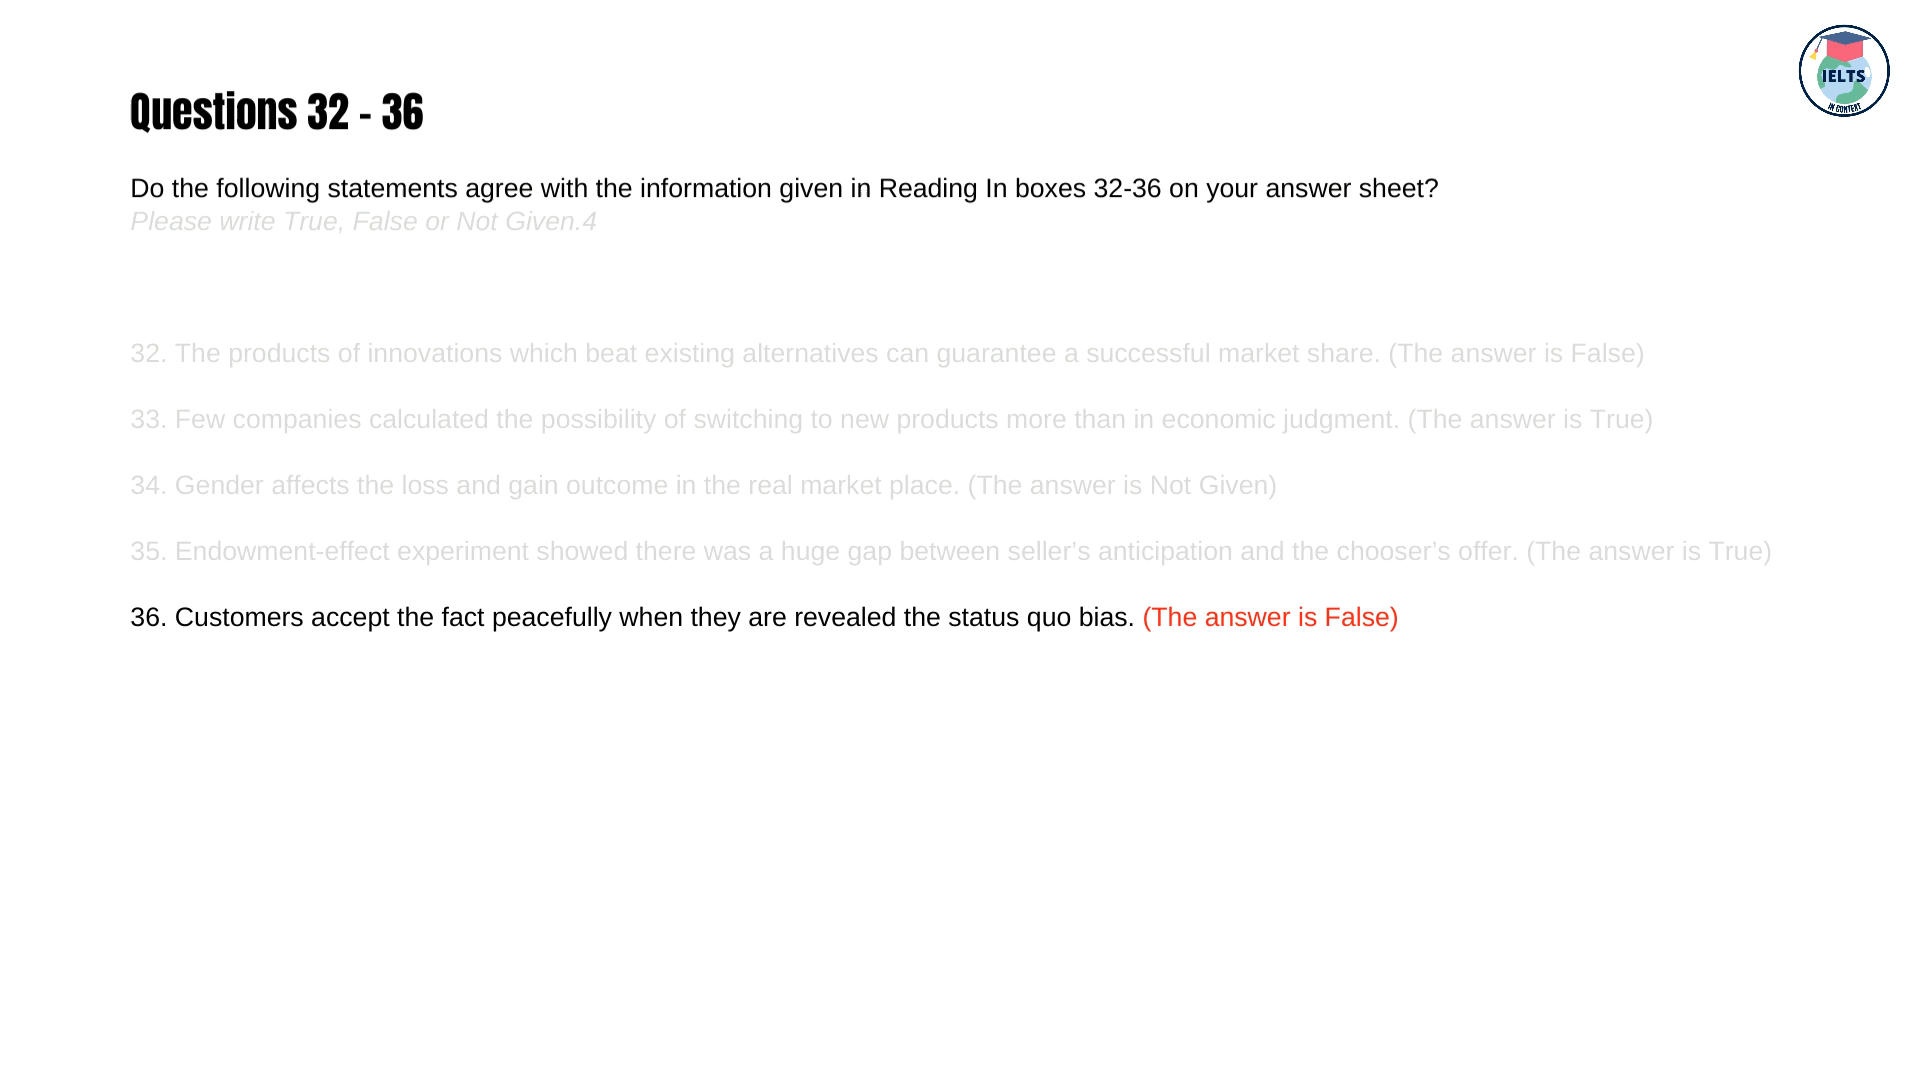 IELTS
IN CONTEXT
Questions 32 - 36
Do the following statements agree with the information given in Reading In boxes 32-36 on your answer sheet?
Please write True, False or Not Given.4
32. The products of innovations which beat existing alternatives can guarantee a successful market share. (The answer is False)
33. Few companies calculated the possibility of switching to new products more than in economic judgment. (The answer is True)
34. Gender affects the loss and gain outcome in the real market place. (The answer is Not Given)
35. Endowment-effect experiment showed there was a huge gap between seller’s anticipation and the chooser’s offer. (The answer is True)
36. Customers accept the fact peacefully when they are revealed the status quo bias. (The answer is False)